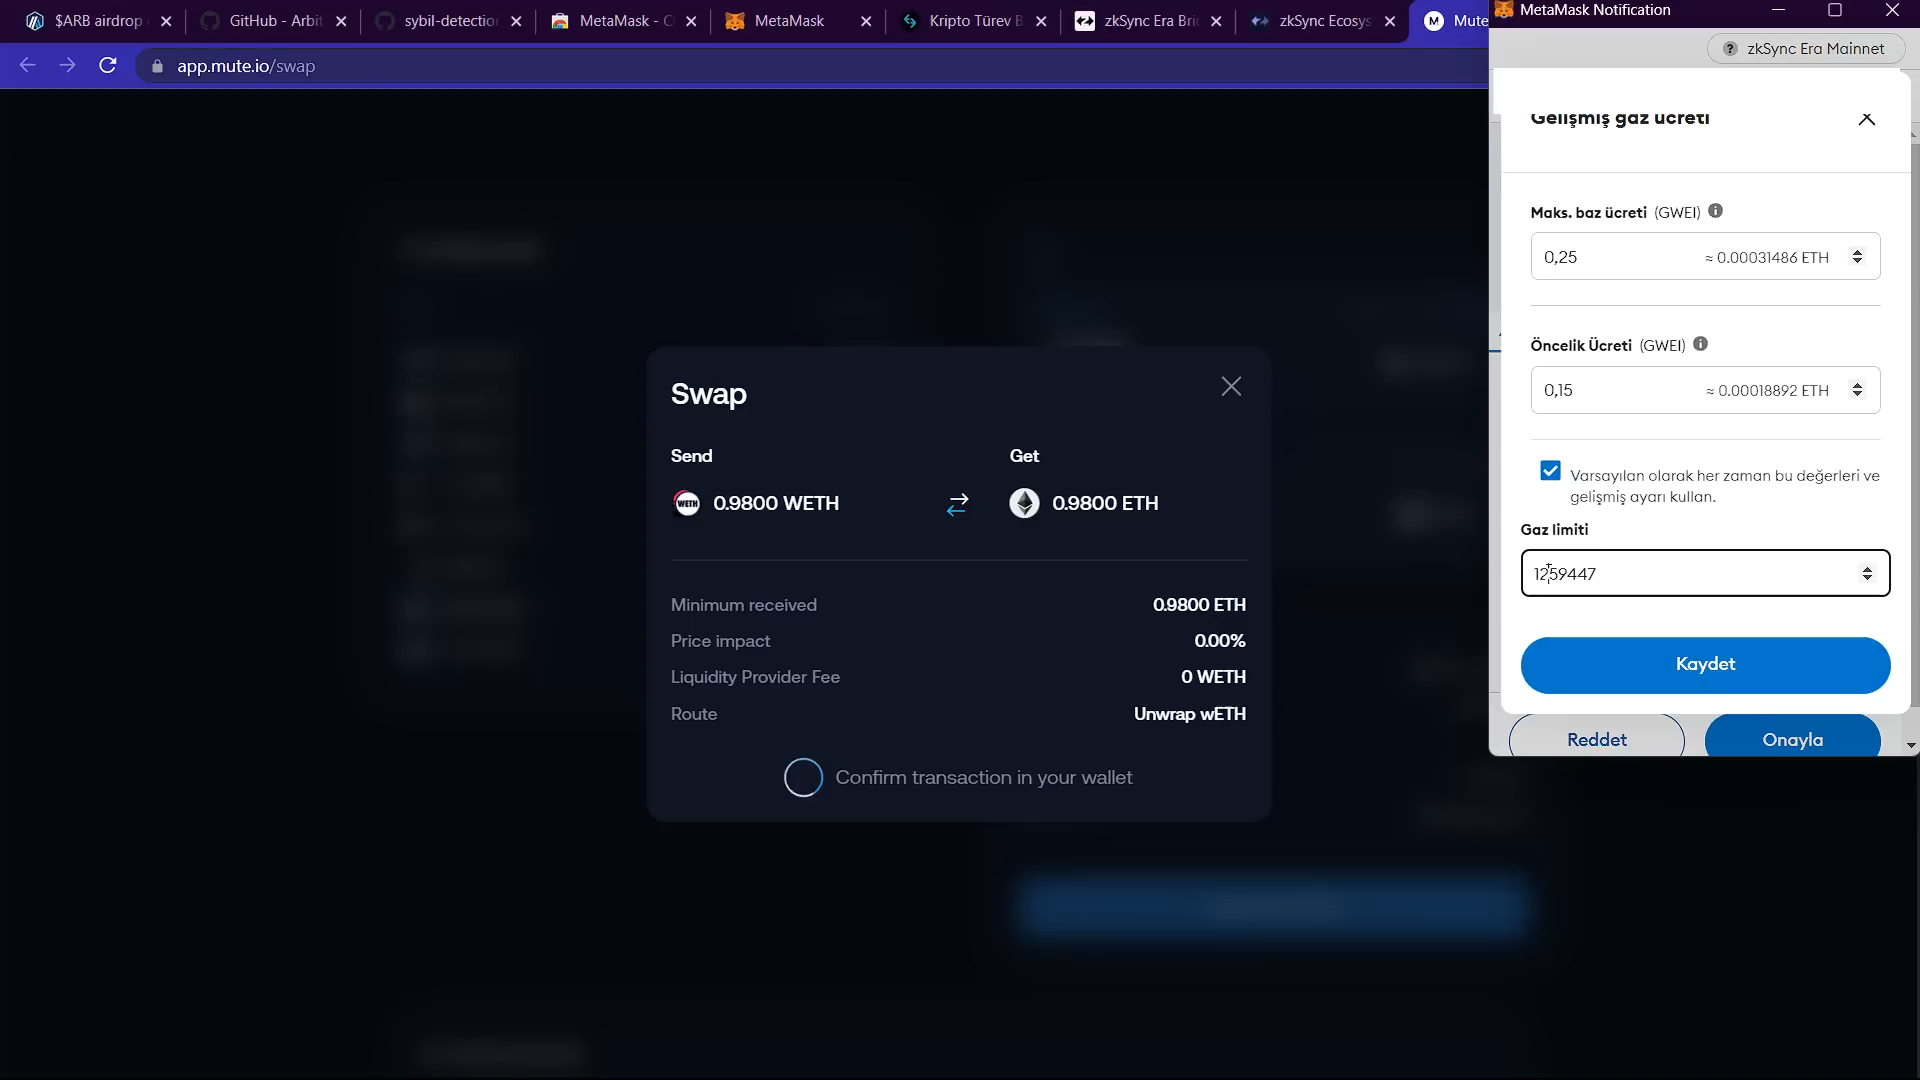 $ARB airdrop
GitHub - Arbit
sybil-detection
MetaMask - C
MetaMask
Kripto Türev B
zkSync Era Bri
zkSync Ecosys
Mute
MetaMask Notification
app.mute.io/swap
zkSync Era Mainnet
Gelişmiş gaz ücreti
Maks. baz ücreti (GWEI)
0,25 ≈ 0.00031486 ETH
Öncelik Ücreti (GWEI)
0,15 ≈ 0.00018892 ETH
Varsayılan olarak her zaman bu değerleri ve
gelişmiş ayarı kullan.
Gaz limiti
1259447
Kaydet
Reddet Onayla
Swap
Send Get
WETH 0.9800 WETH 0.9800 ETH
Minimum received 0.9800 ETH
Price impact 0.00%
Liquidity Provider Fee 0 WETH
Route Unwrap wETH
Confirm transaction in your wallet